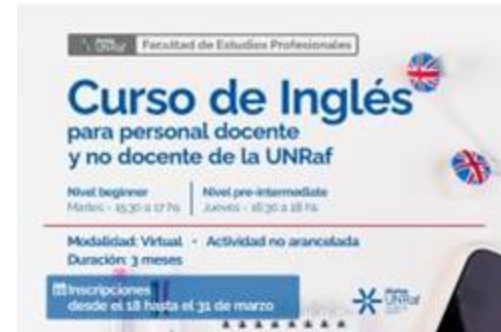 UNRaf Facultad de Estudios Profesionales
Curso de Inglés
para personal docente
y no docente de la UNRaf
Nivel beginner
Martes - 15:30 a 17 hs
Nivel pre-intermediate
Jueves - 16:30 a 18 hs
Modalidad: Virtual • Actividad no arancelada
Duración: 3 meses
Inscripciones
desde el 18 hasta el 31 de marzo
UNRaf